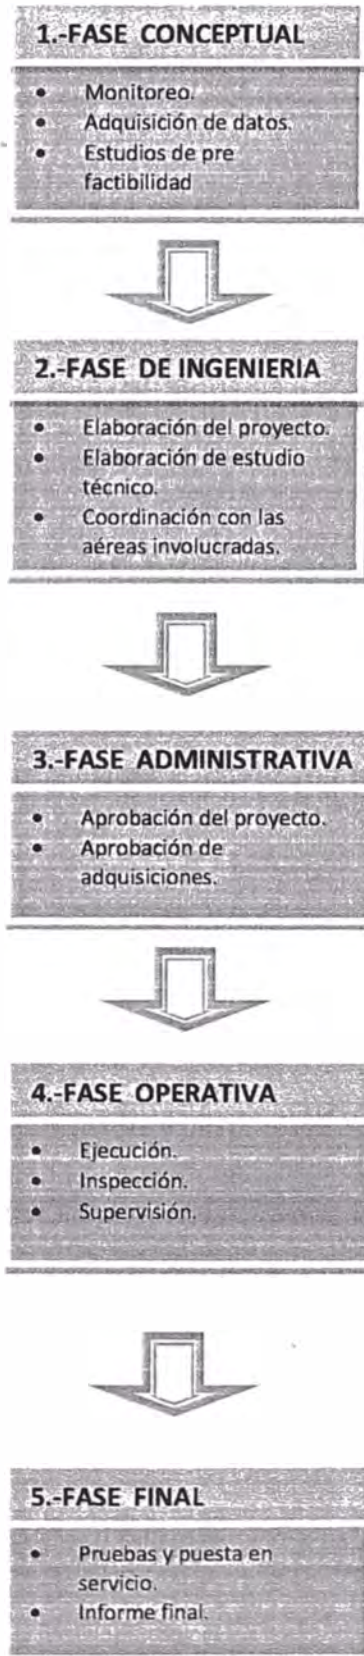 1.-FASE CONCEPTUAL
• Monitoreo.
• Adquisición de datos.
• Estudios de pre
factibilidad
2.-FASE DE INGENIERIA
• Elaboración del proyecto.
• Elaboración de estudio
técnico.
• Coordinación con las
aéreas involucradas.
3.-FASE ADMINISTRATIVA
• Aprobación del proyecto.
• Aprobación de
adquisiciones.
4.-FASE OPERATIVA
• Ejecución.
• Inspección.
• Supervisión.
5.-FASE FINAL
• Pruebas y puesta en
servicio.
• Informe final.